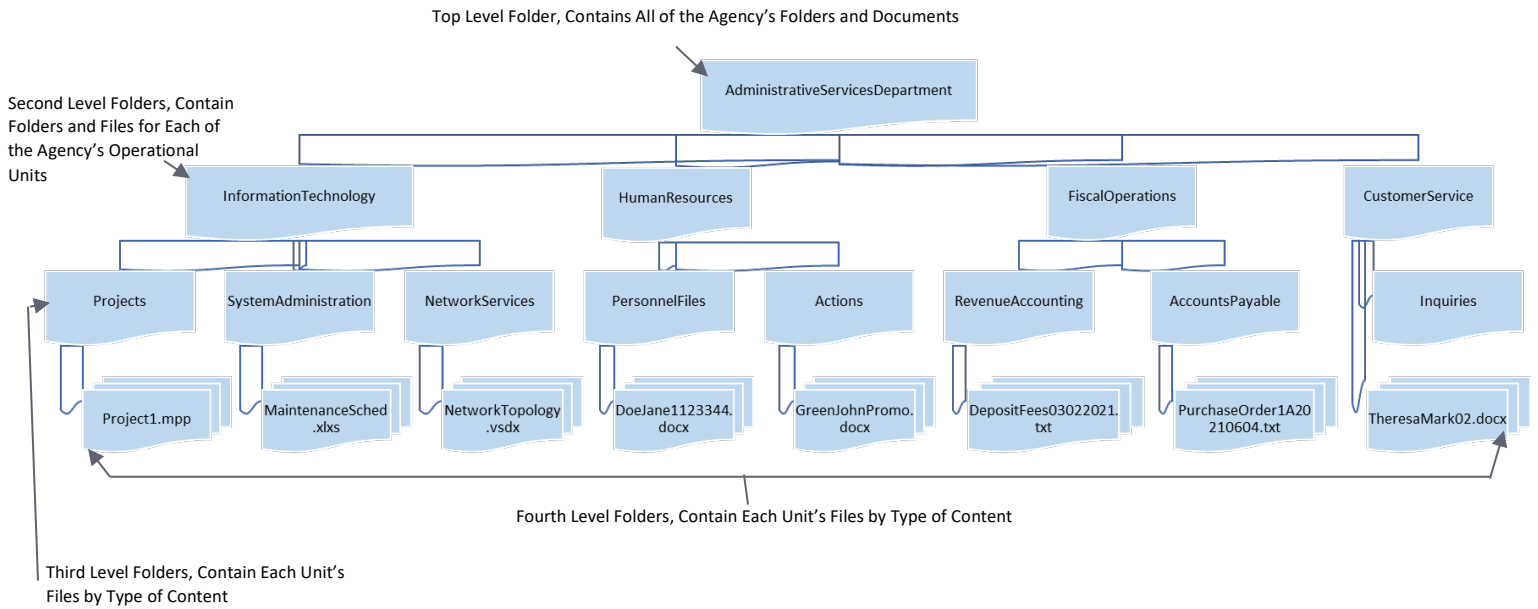 Top Level Folder, Contains All of the Agency’s Folders and Documents
AdministrativeServicesDepartment
Second Level Folders, Contain
Folders and Files for Each of
the Agency’s Operational
Units
InformationTechnology
HumanResources
FiscalOperations
CustomerService
Projects
SystemAdministration
NetworkServices
PersonnelFiles
Actions
RevenueAccounting
AccountsPayable
Inquiries
Project1.mpp
MaintenanceSched
.xlxs
NetworkTopology
.vsdx
DoeJane1123344.
docx
GreenJohnPromo.
docx
DepositFees03022021.
txt
PurchaseOrder1A20
210604.txt
TheresaMark02.docx
Fourth Level Folders, Contain Each Unit’s Files by Type of Content
Third Level Folders, Contain Each Unit’s
Files by Type of Content